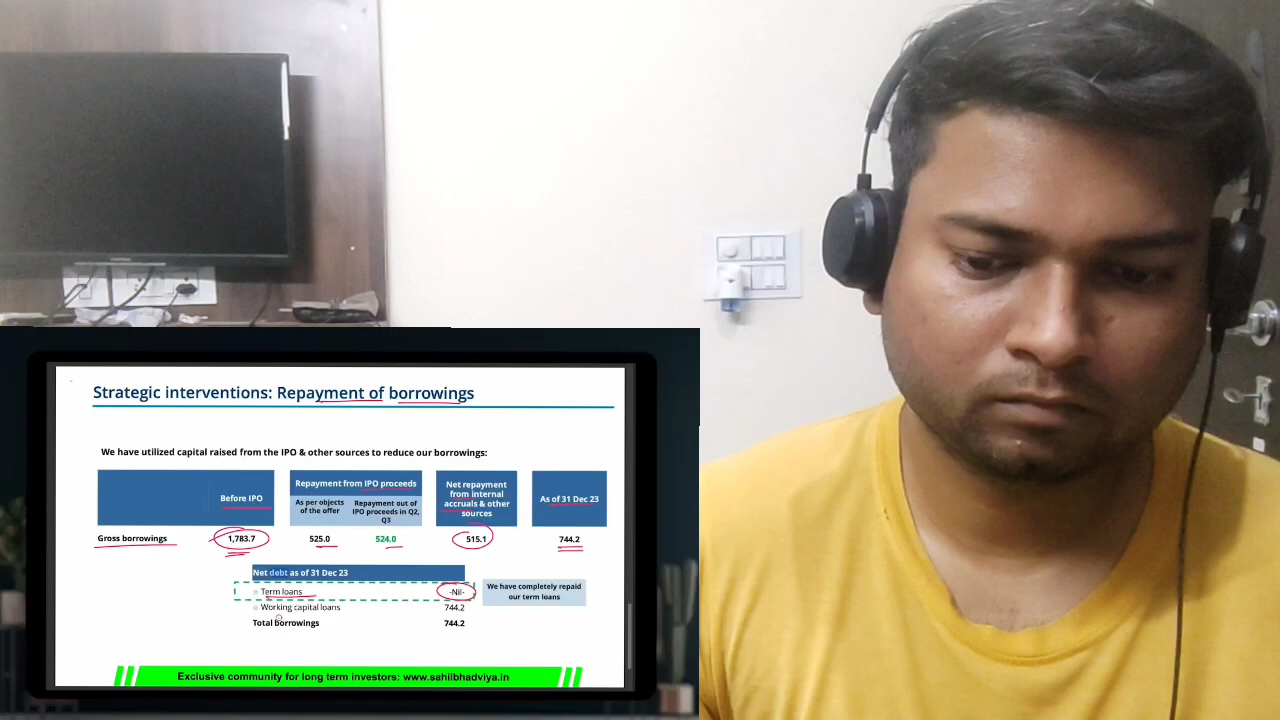 Strategic interventions: Repayment of borrowings
We have utilized capital raised from the IPO & other sources to reduce our borrowings:
Before IPO
Repayment from IPO proceeds
As per objects
of the offer
Repayment out of
IPO proceeds in Q2,
Q3
Net repayment
from internal
accruals & other
sources
As of 31 Dec 23
Gross borrowings 1,783.7 525.0 524.0 515.1 744.2
Net debt as of 31 Dec 23
Term loans -Nil-
We have completely repaid
our term loans
Working capital loans 744.2
Total borrowings 744.2
Exclusive community for long term investors: www.sahilbhadviya.in